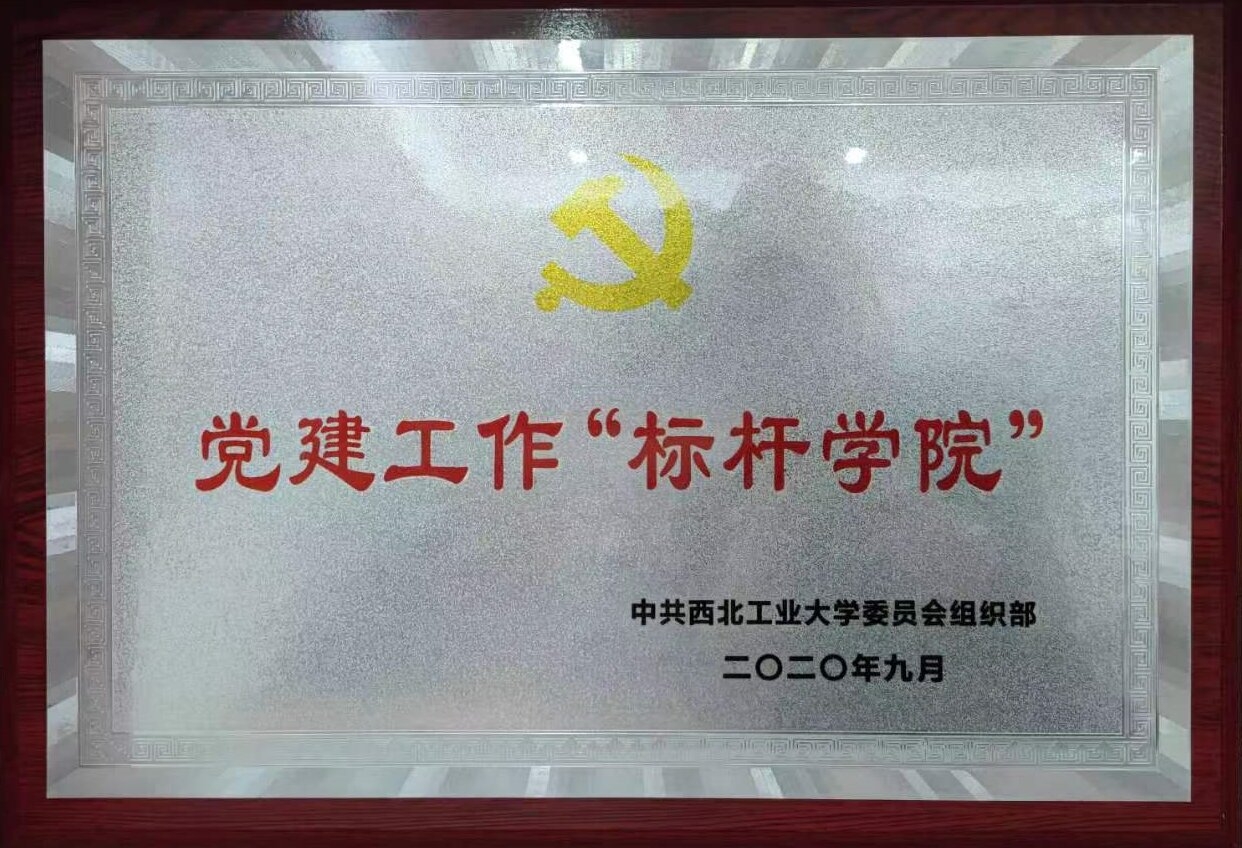 党建工作“标杆学院”
中共西北工业大学委员会组织部
二〇二〇年九月